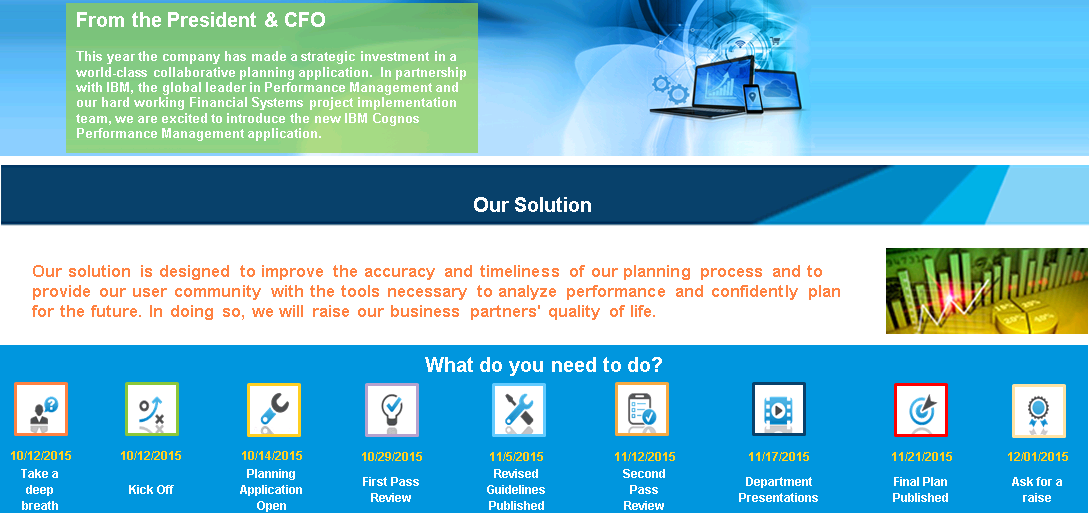 From the President & CFO
This year the company has made a strategic investment in a
world-class collaborative planning application. In partnership
with IBM, the global leader in Performance Management and
our hard working Financial Systems project implementation
team, we are excited to introduce the new IBM Cognos
Performance Management application.
Our Solution
Our solution is designed to improve the accuracy and timeliness of our planning process and to
provide our user community with the tools necessary to analyze performance and confidently plan
for the future. In doing so, we will raise our business partners' quality of life.
What do you need to do?
10/12/2015
Take a
deep
breath
10/12/2015
Kick Off
10/14/2015
Planning
Application
Open
10/29/2015
First Pass
Review
11/5/2015
Revised
Guidelines
Published
11/12/2015
Second
Pass
Review
11/17/2015
Department
Presentations
11/21/2015
Final Plan
Published
12/01/2015
Ask for a
raise